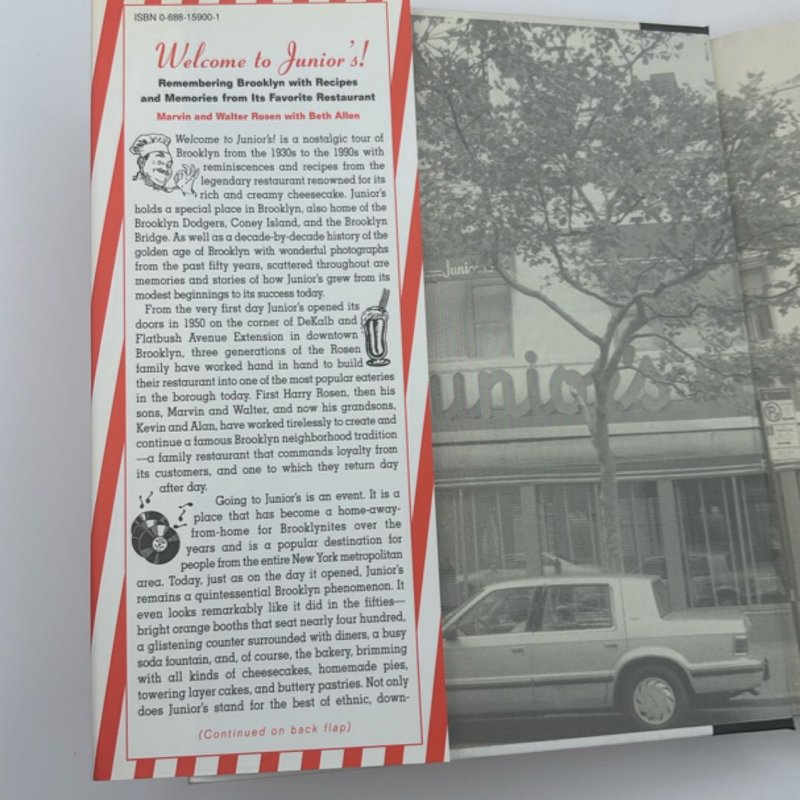 ISBN 0-688-15900-1
Welcome to Junior's!
Remembering Brooklyn with Recipes
and Memories from Its Favorite Restaurant
Marvin and Walter Rosen with Beth Allen
Welcome to Junior's! is a nostalgic tour of
Brooklyn from the 1930s to the 1990s with
reminiscences and recipes from the
legendary restaurant renowned for its
rich and creamy cheesecake. Junior's
holds a special place in Brooklyn, also home of the
Brooklyn Dodgers, Coney Island, and the Brooklyn
Bridge. As well as a decade-by-decade history of the
golden age of Brooklyn with wonderful photographs
from the past fifty years, scattered throughout are
memories and stories of how Junior's grew from its
modest beginnings to its success today.
From the very first day Junior's opened its
doors in 1950 on the corner of DeKalb and
Flatbush Avenue Extension in downtown
Brooklyn, three generations of the Rosen
family have worked hand in hand to build
their restaurant into one of the most popular eateries
in the borough today. First Harry Rosen, then his
sons, Marvin and Walter, and now his grandsons,
Kevin and Alan, have worked tirelessly to create and
continue a famous Brooklyn neighborhood tradition
—a family restaurant that commands loyalty from
its customers, and one to which they return day
after day.
Going to Junior's is an event. It is a
place that has become a home-away-
from-home for Brooklynites over the
years and is a popular destination for
people from the entire New York metropolitan
area. Today, just as on the day it opened, Junior's
remains a quintessential Brooklyn phenomenon. It
even looks remarkably like it did in the fifties—
bright orange booths that seat nearly four hundred,
a glistening counter surrounded with diners, a busy
soda fountain, and, of course, the bakery, brimming
with all kinds of cheesecakes, homemade pies,
towering layer cakes, and buttery pastries. Not only
does Junior's stand for the best of ethnic, down-
(Continued on back flap)
Junior's
unior's